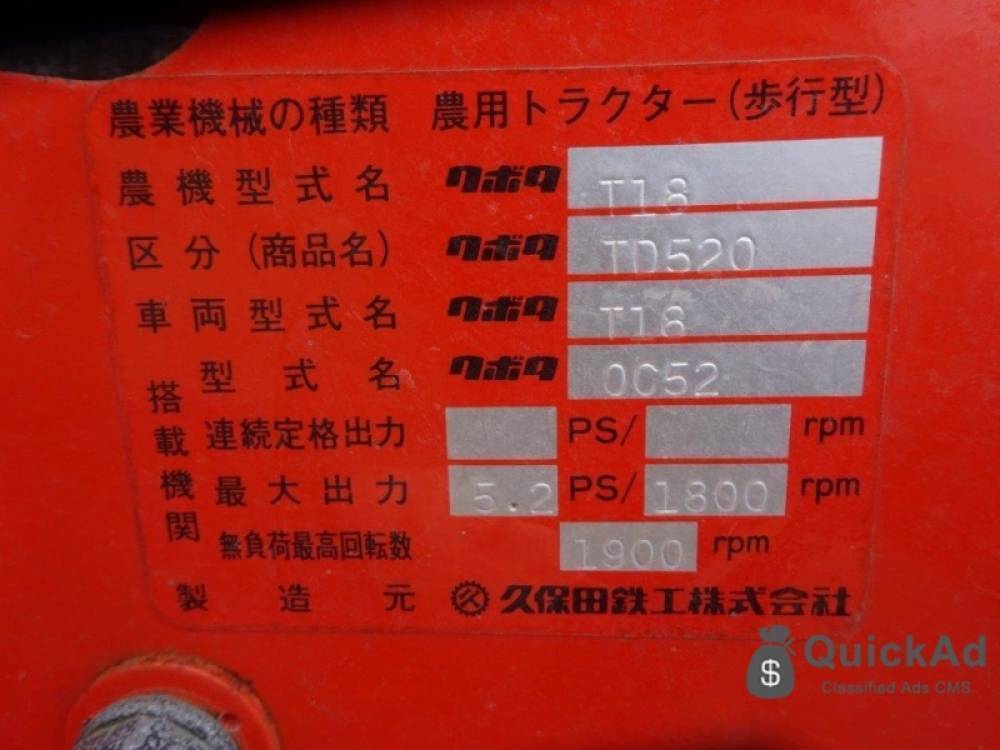 農業機械の種類 農用トラクター(歩行型)
農機型式名 クボタ T18
区分(商品名) クボタ TD520
車両型式名 クボタ T18
搭載機関
型式名 クボタ OC52
連続定格出力 PS/ rpm
最大出力 5.2 PS/ 1800 rpm
無負荷最高回転数 1900 rpm
製造元 久保田鉄工株式会社
QuickAd
Classified Ads CMS